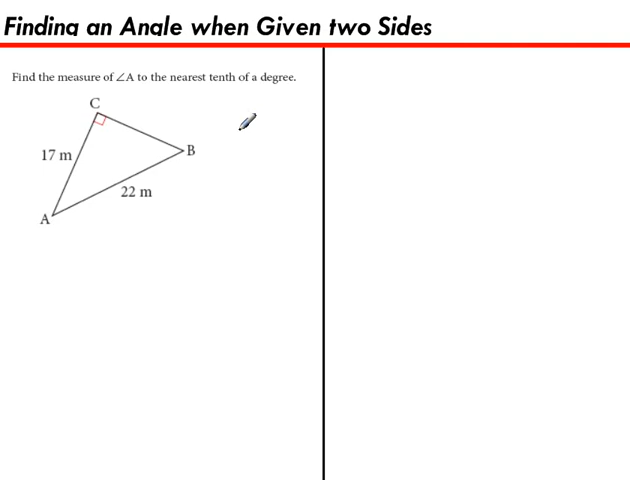 Finding an Angle when Given two Sides
Find the measure of ∠A to the nearest tenth of a degree.
C
17 m
B
22 m
A